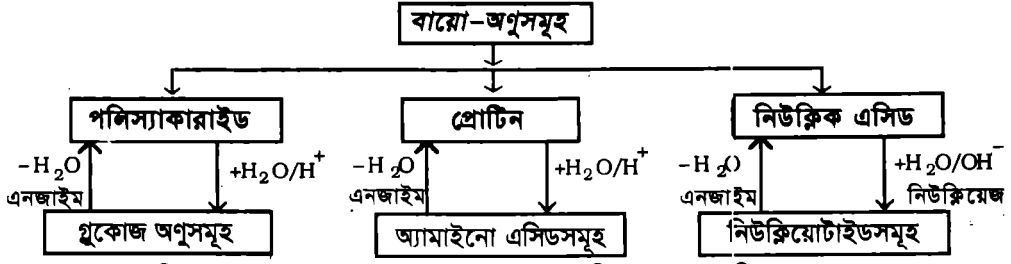 বায়ো-অণুসমূহ
পলিস্যাকারাইড
প্রোটিন
নিউক্লিক এসিড
–H₂O
এনজাইম
+H₂O/H⁺
–H₂O
এনজাইম
+H₂O/H⁺
–H₂O
এনজাইম
+H₂O/OH⁻
নিউক্লিয়েজ
গ্লুকোজ অণুসমূহ
অ্যামাইনো এসিডসমূহ
নিউক্লিয়োটাইডসমূহ